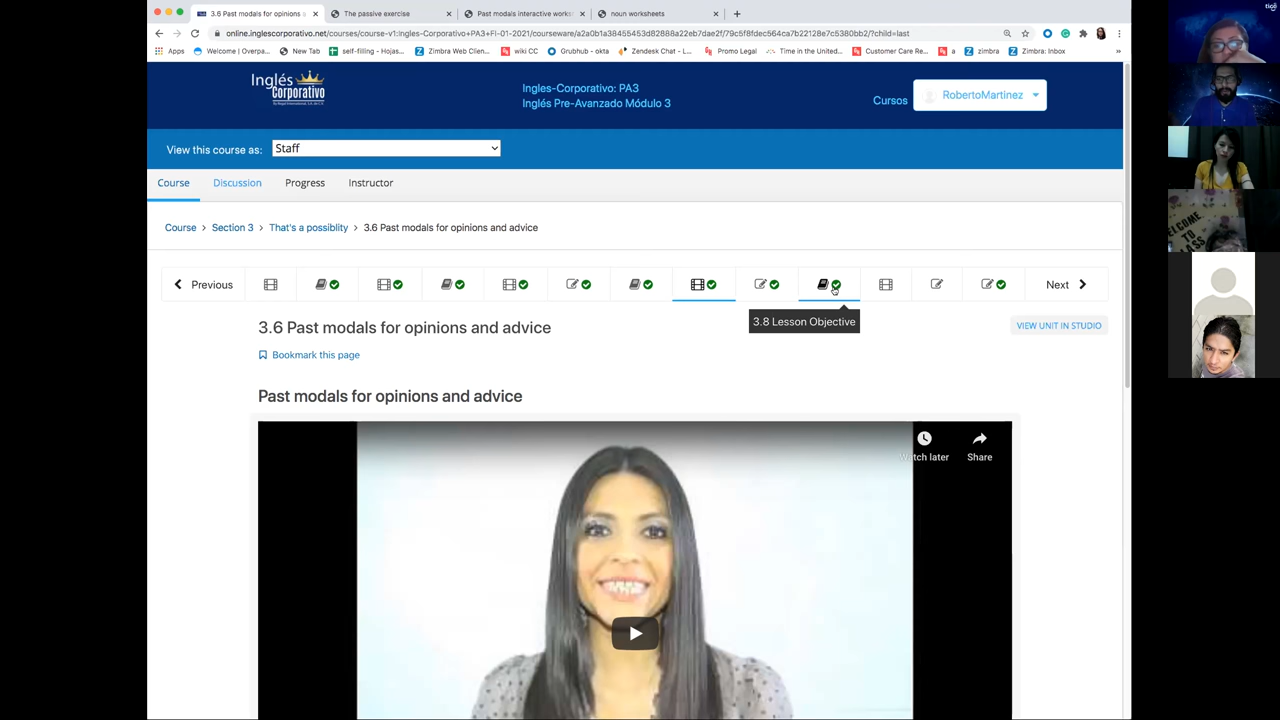 3.6 Past modals for opinions s
The passive exercise
Past modals interactive works
noun worksheets
tigo
online.inglescorporativo.net/courses/course-v1:Ingles-Corporativo+PA3+FI-01-2021/courseware/a2a0b1a38455453d82888a22eb7dae2f/79c5f8fdec564ca7b22128e7c5380bb2/?child=last
Apps
Welcome | Overpa...
New Tab
self-filling - Hojas...
Zimbra Web Clien...
wiki CC
Grubhub - okta
Zendesk Chat - L...
Promo Legal
Time in the United...
Customer Care Re...
a
zimbra
Zimbra: Inbox
»
Inglés
Corporativo
Ingles-Corporativo: PA3
Inglés Pre-Avanzado Módulo 3
Cursos
RobertoMartinez
View this course as:
Staff
Course
Discussion
Progress
Instructor
Course > Section 3 > That's a possiblity > 3.6 Past modals for opinions and advice
Previous
Next
3.8 Lesson Objective
3.6 Past modals for opinions and advice
VIEW UNIT IN STUDIO
Bookmark this page
Past modals for opinions and advice
Watch later
Share
WELCOME
TO
CLASS